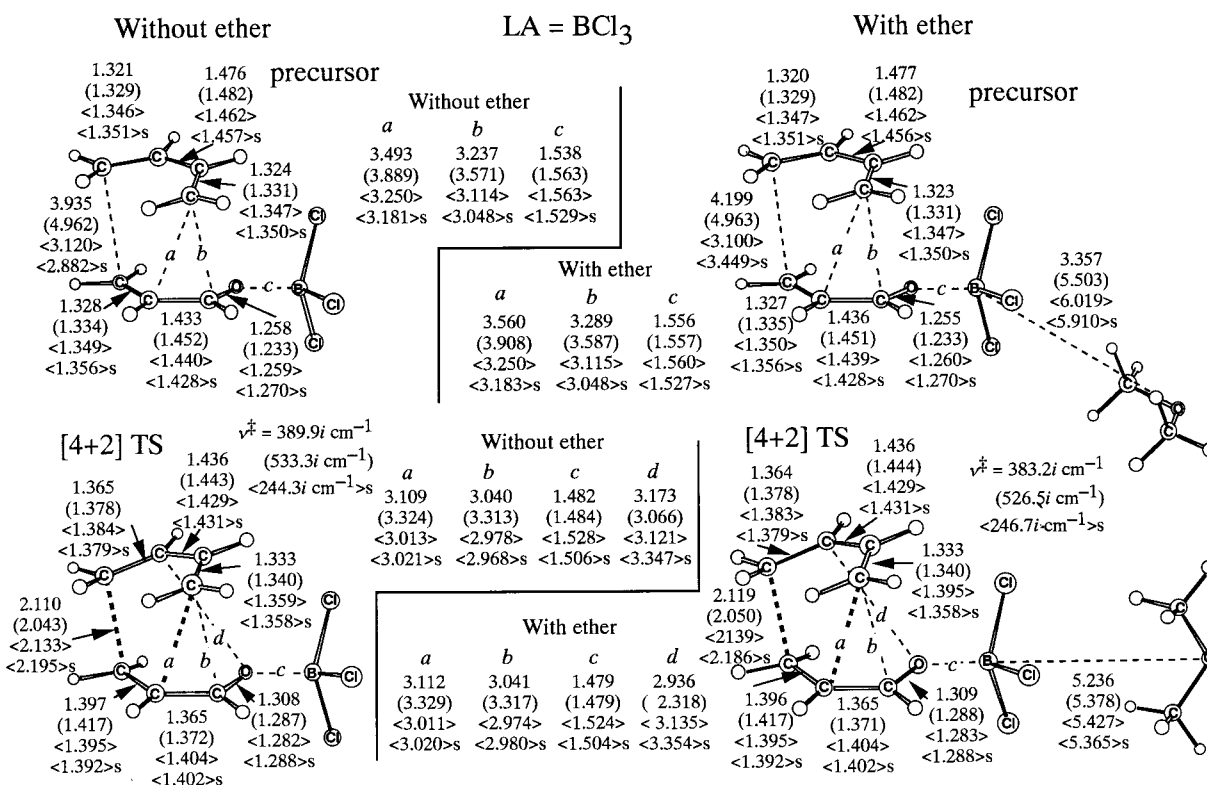 Without ether
LA = BCl3
With ether
precursor
1.321
(1.329)
<1.346>
<1.351>s
1.476
(1.482)
<1.462>
<1.457>s
1.324
(1.331)
<1.347>
<1.350>s
3.935
(4.962)
<3.120>
<2.882>s
a
b
c
O
B
Cl
Cl
Cl
C
C
C
C
C
C
C
1.328
(1.334)
<1.349>
<1.356>s
1.433
(1.452)
<1.440>
<1.428>s
1.258
(1.233)
<1.259>
<1.270>s
Without ether
a b c
3.493 3.237 1.538
(3.889) (3.571) (1.563)
<3.250> <3.114> <1.563>
<3.181>s <3.048>s <1.529>s
With ether
a b c
3.560 3.289 1.556
(3.908) (3.587) (1.557)
<3.250> <3.115> <1.560>
<3.183>s <3.048>s <1.527>s
precursor
1.320
(1.329)
<1.347>
<1.351>s
1.477
(1.482)
<1.462>
<1.456>s
1.323
(1.331)
<1.347>
<1.350>s
4.199
(4.963)
<3.100>
<3.449>s
a
b
c
O
B
Cl
Cl
Cl
C
C
C
C
C
C
C
3.357
(5.503)
<6.019>
<5.910>s
C
C
O
1.327
(1.335)
<1.350>
<1.356>s
1.436
(1.451)
<1.439>
<1.428>s
1.255
(1.233)
<1.260>
<1.270>s
[4+2] TS
ν‡ = 389.9i cm–1
(533.3i cm–1)
<244.3i cm–1>s
1.365
(1.378)
<1.384>
<1.379>s
1.436
(1.443)
<1.429>
<1.431>s
1.333
(1.340)
<1.359>
<1.358>s
2.110
(2.043)
<2.133>
<2.195>s
a
b
d
c
O
B
Cl
Cl
Cl
C
C
C
C
C
C
C
1.397
(1.417)
<1.395>
<1.392>s
1.365
(1.372)
<1.404>
<1.402>s
1.308
(1.287)
<1.282>
<1.288>s
Without ether
a b c d
3.109 3.040 1.482 3.173
(3.324) (3.313) (1.484) (3.066)
<3.013> <2.978> <1.528> <3.121>
<3.021>s <2.968>s <1.506>s <3.347>s
With ether
a b c d
3.112 3.041 1.479 2.936
(3.329) (3.317) (1.479) ( 2.318)
<3.011> <2.974> <1.524> <3.135>
<3.020>s <2.980>s <1.504>s <3.354>s
[4+2] TS
ν‡ = 383.2i cm–1
(526.5i cm–1)
<246.7i cm–1>s
1.364
(1.378)
<1.383>
<1.379>s
1.436
(1.444)
<1.429>
<1.431>s
1.333
(1.340)
<1.395>
<1.358>s
2.119
(2.050)
<2139>
<2.186>s
a
b
d
c
O
B
Cl
Cl
Cl
C
C
C
C
C
C
C
C
C
5.236
(5.378)
<5.427>
<5.365>s
1.396
(1.417)
<1.395>
<1.392>s
1.365
(1.371)
<1.404>
<1.402>s
1.309
(1.288)
<1.283>
<1.288>s